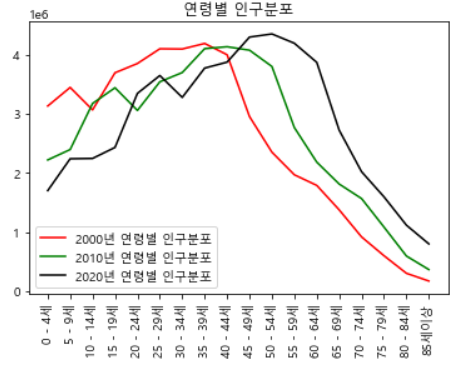 연령별 인구분포
1e6
4
3
2
1
0
2000년 연령별 인구분포
2010년 연령별 인구분포
2020년 연령별 인구분포
0 - 4세
5 - 9세
10 - 14세
15 - 19세
20 - 24세
25 - 29세
30 - 34세
35 - 39세
40 - 44세
45 - 49세
50 - 54세
55 - 59세
60 - 64세
65 - 69세
70 - 74세
75 - 79세
80 - 84세
85세이상